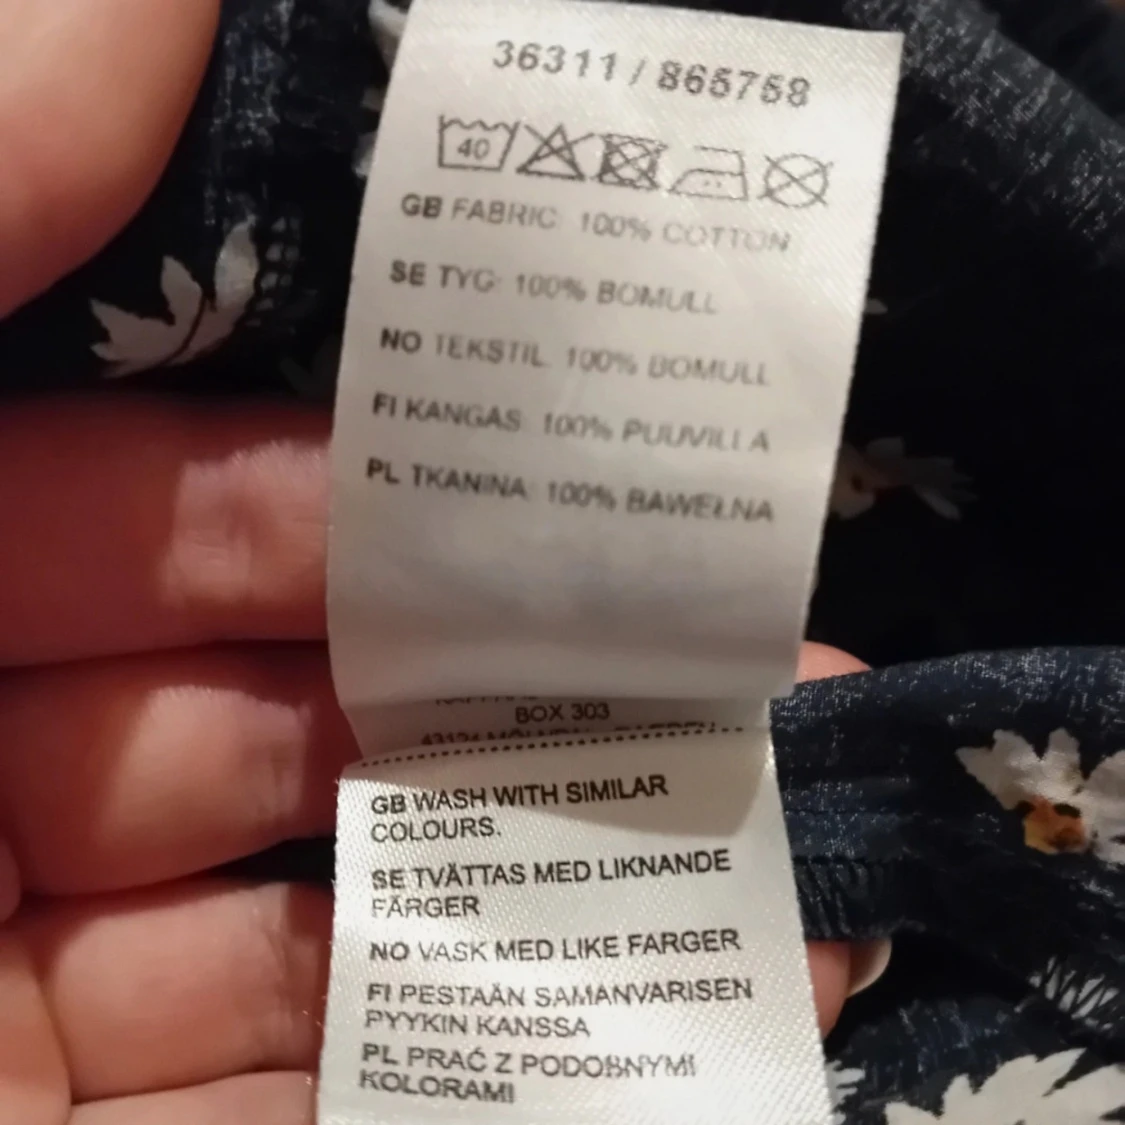 36311 / 865758
40
GB FABRIC: 100% COTTON
SE TYG: 100% BOMULL
NO TEKSTIL: 100% BOMULL
FI KANGAS: 100% PUUVILLA
PL TKANINA: 100% BAWEŁNA
BOX 303
GB WASH WITH SIMILAR
COLOURS.
SE TVÄTTAS MED LIKNANDE
FÄRGER
NO VASK MED LIKE FARGER
FI PESTÄÄN SAMANVÄRISEN
PYYKIN KANSSA
PL PRAĆ Z PODOBNYMI
KOLORAMI